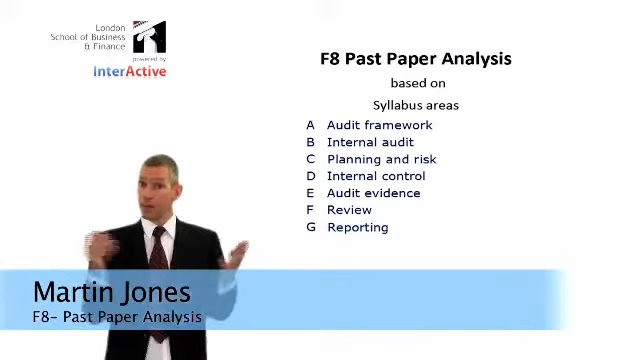 London
School of Business
& Finance
powered by
InterActive
F8 Past Paper Analysis
based on
Syllabus areas
A Audit framework
B Internal audit
C Planning and risk
D Internal control
E Audit evidence
F Review
G Reporting
Martin Jones
F8- Past Paper Analysis